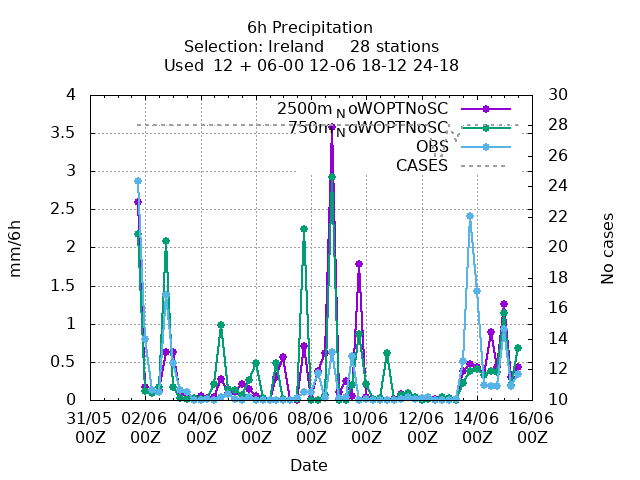 6h Precipitation
Selection: Ireland 28 stations
Used 12 + 06-00 12-06 18-12 24-18
4 30
2500m NoWOPTNoSC
3.5 28
750m NoWOPTNoSC
OBS
26
3 CASES
24
2.5
22
mm/6h No cases
2 20
18
1.5
16
1
14
0.5 12
0 10
31/05 02/06 04/06 06/06 08/06 10/06 12/06 14/06 16/06
00Z 00Z 00Z 00Z 00Z 00Z 00Z 00Z 00Z
Date